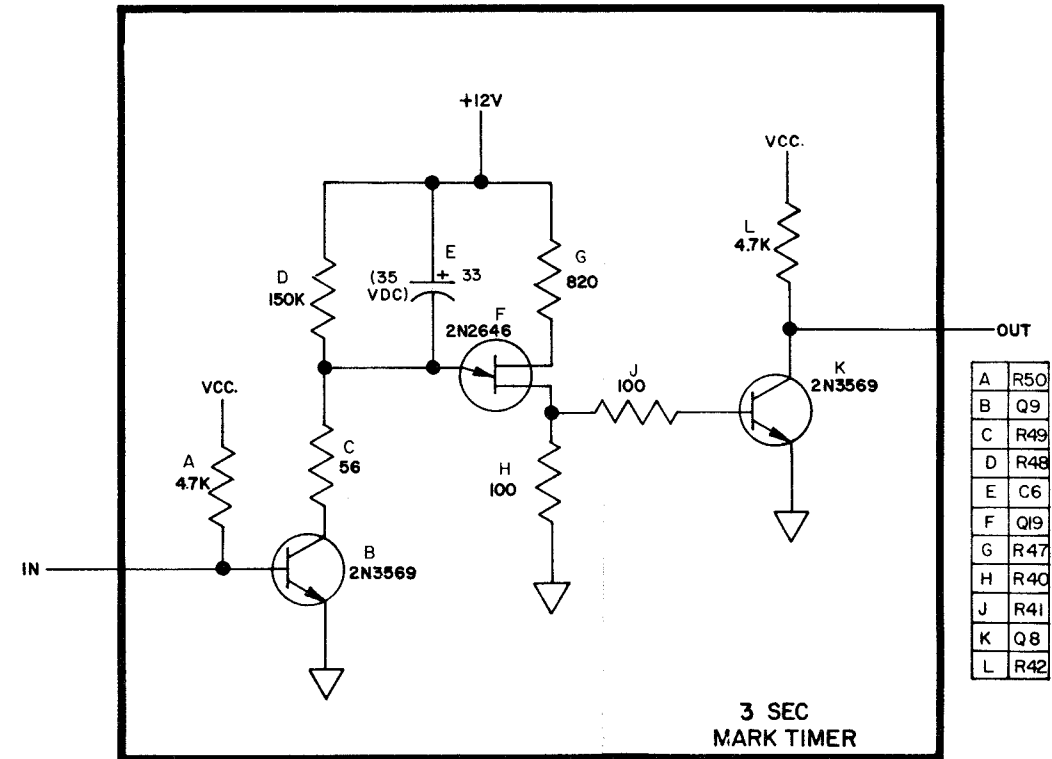 +12V
VCC.
L
4.7K
E
(35
VDC)
+ 33
G
820
D
150K
F
2N2646
OUT
K
2N3569
J
100
VCC.
A
4.7K
C
56
H
100
B
2N3569
IN
3 SEC
MARK TIMER
A R50
B Q9
C R49
D R48
E C6
F Q19
G R47
H R40
J R41
K Q8
L R42